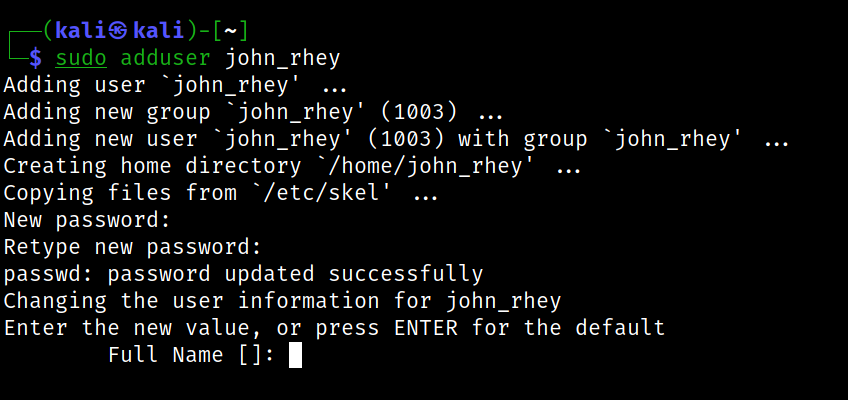 ┌──(kali㉿kali)-[~]
└─$ sudo adduser john_rhey
Adding user `john_rhey' ...
Adding new group `john_rhey' (1003) ...
Adding new user `john_rhey' (1003) with group `john_rhey' ...
Creating home directory `/home/john_rhey' ...
Copying files from `/etc/skel' ...
New password:
Retype new password:
passwd: password updated successfully
Changing the user information for john_rhey
Enter the new value, or press ENTER for the default
Full Name []: